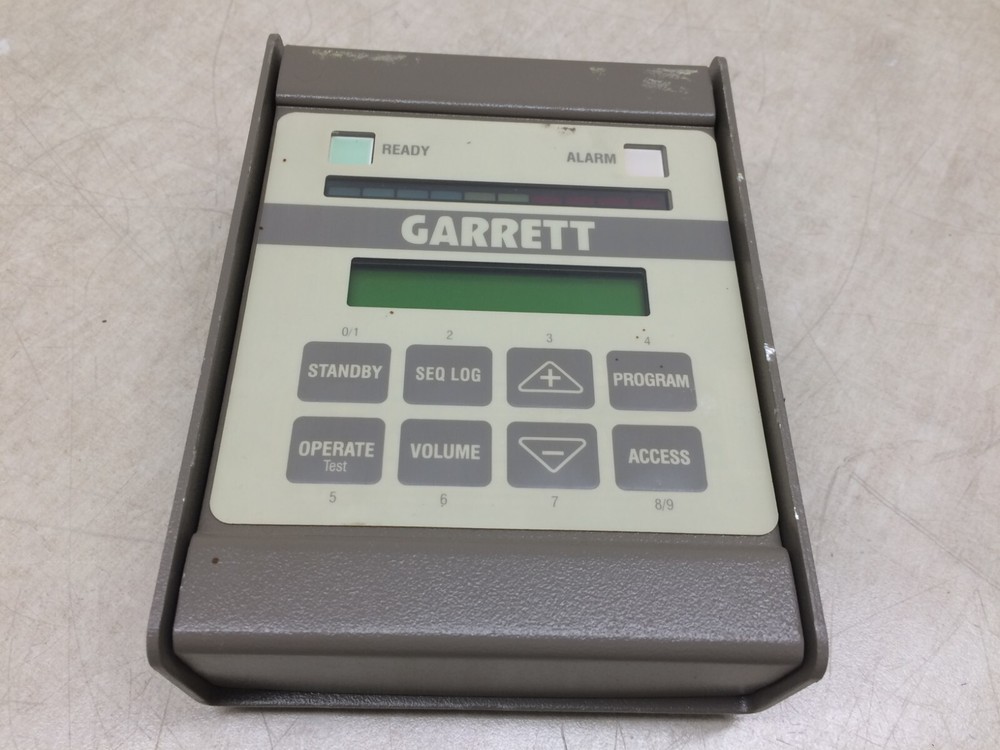 READY
ALARM
GARRETT
0/1 2 3 4
STANDBY SEQ LOG + PROGRAM
OPERATE VOLUME - ACCESS
Test
5 6 7 8/9